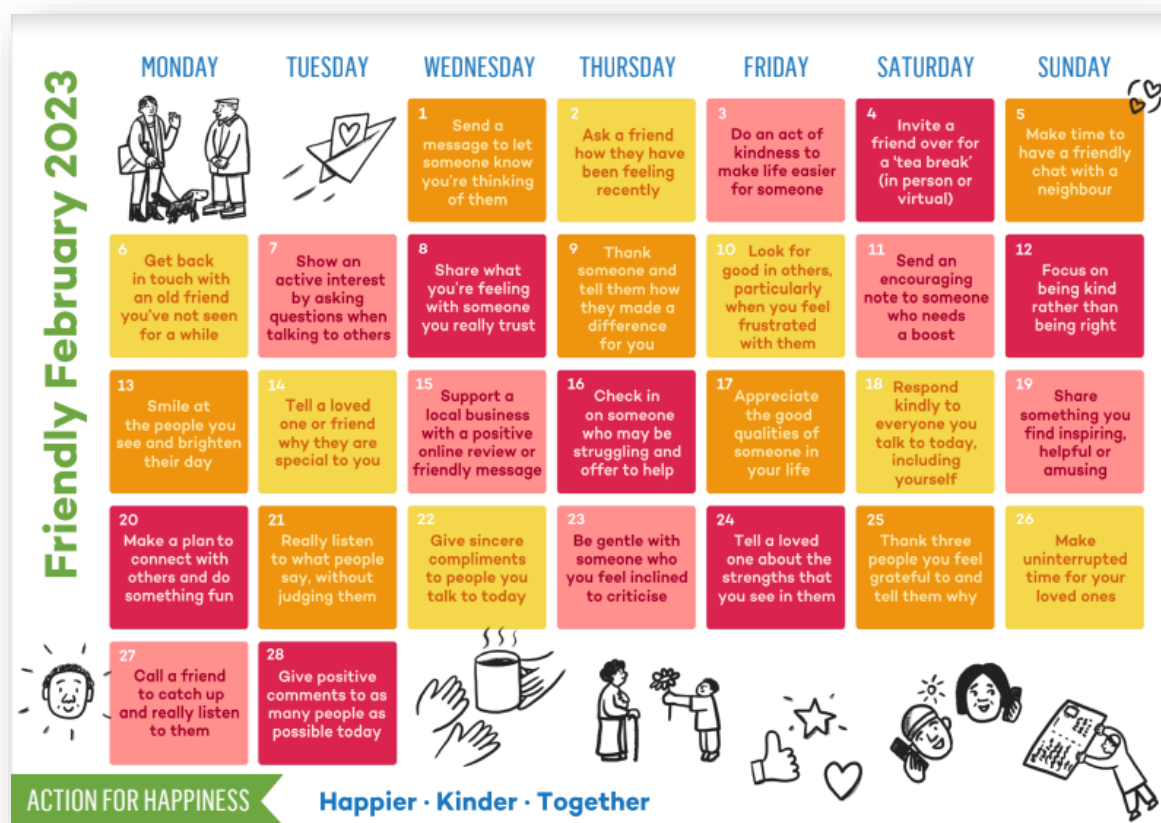 Friendly February 2023
MONDAY
TUESDAY
WEDNESDAY
THURSDAY
FRIDAY
SATURDAY
SUNDAY
1
Send a
message to let
someone know
you're thinking
of them
2
Ask a friend
how they have
been feeling
recently
3
Do an act of
kindness to
make life easier
for someone
4
Invite a
friend over for
a 'tea break'
(in person or
virtual)
5
Make time to
have a friendly
chat with a
neighbour
6
Get back
in touch with
an old friend
you've not seen
for a while
7
Show an
active interest
by asking
questions when
talking to others
8
Share what
you're feeling
with someone
you really trust
9
Thank
someone and
tell them how
they made a
difference
for you
10 Look for
good in others,
particularly
when you feel
frustrated
with them
11
Send an
encouraging
note to someone
who needs
a boost
12
Focus on
being kind
rather than
being right
13
Smile at
the people you
see and brighten
their day
14
Tell a loved
one or friend
why they are
special to you
15
Support a
local business
with a positive
online review or
friendly message
16
Check in
on someone
who may be
struggling and
offer to help
17
Appreciate
the good
qualities of
someone in
your life
18 Respond
kindly to
everyone you
talk to today,
including
yourself
19
Share
something you
find inspiring,
helpful or
amusing
20
Make a plan to
connect with
others and do
something fun
21
Really listen
to what people
say, without
judging them
22
Give sincere
compliments
to people you
talk to today
23
Be gentle with
someone who
you feel inclined
to criticise
24
Tell a loved
one about the
strengths that
you see in them
25
Thank three
people you feel
grateful to and
tell them why
26
Make
uninterrupted
time for your
loved ones
27
Call a friend
to catch up
and really listen
to them
28
Give positive
comments to as
many people as
possible today
ACTION FOR HAPPINESS
Happier · Kinder · Together